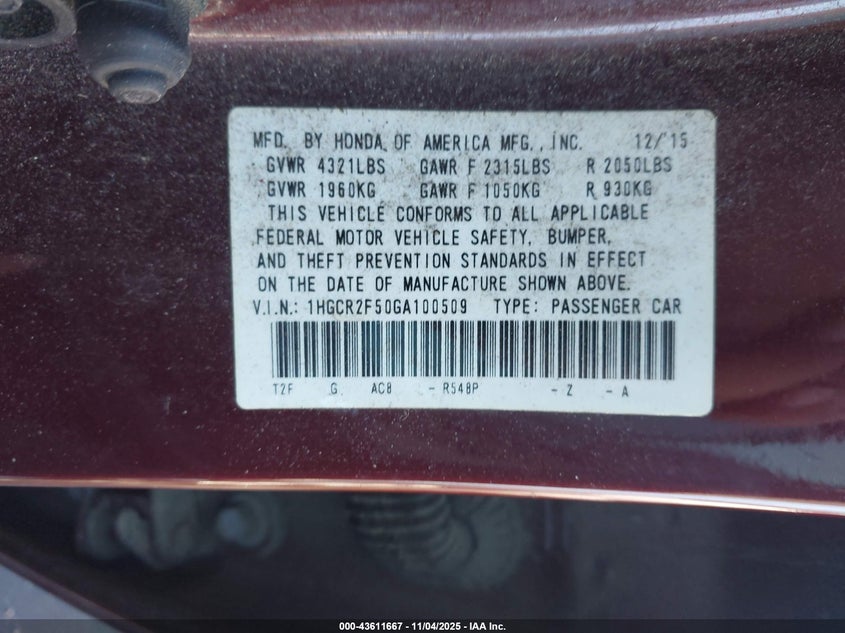 MFD. BY HONDA OF AMERICA MFG., INC. 12/'15
GVWR 4321LBS GAWR F 2315LBS R 2050LBS
GVWR 1960KG GAWR F 1050KG R 930KG
THIS VEHICLE CONFORMS TO ALL APPLICABLE
FEDERAL MOTOR VEHICLE SAFETY, BUMPER,
AND THEFT PREVENTION STANDARDS IN EFFECT
ON THE DATE OF MANUFACTURE SHOWN ABOVE.
V.I.N.: 1HGCR2F50GA100509 TYPE: PASSENGER CAR
T2F G AC8 - R548P - Z - A
000-43611667 - 11/04/2025 - IAA Inc.